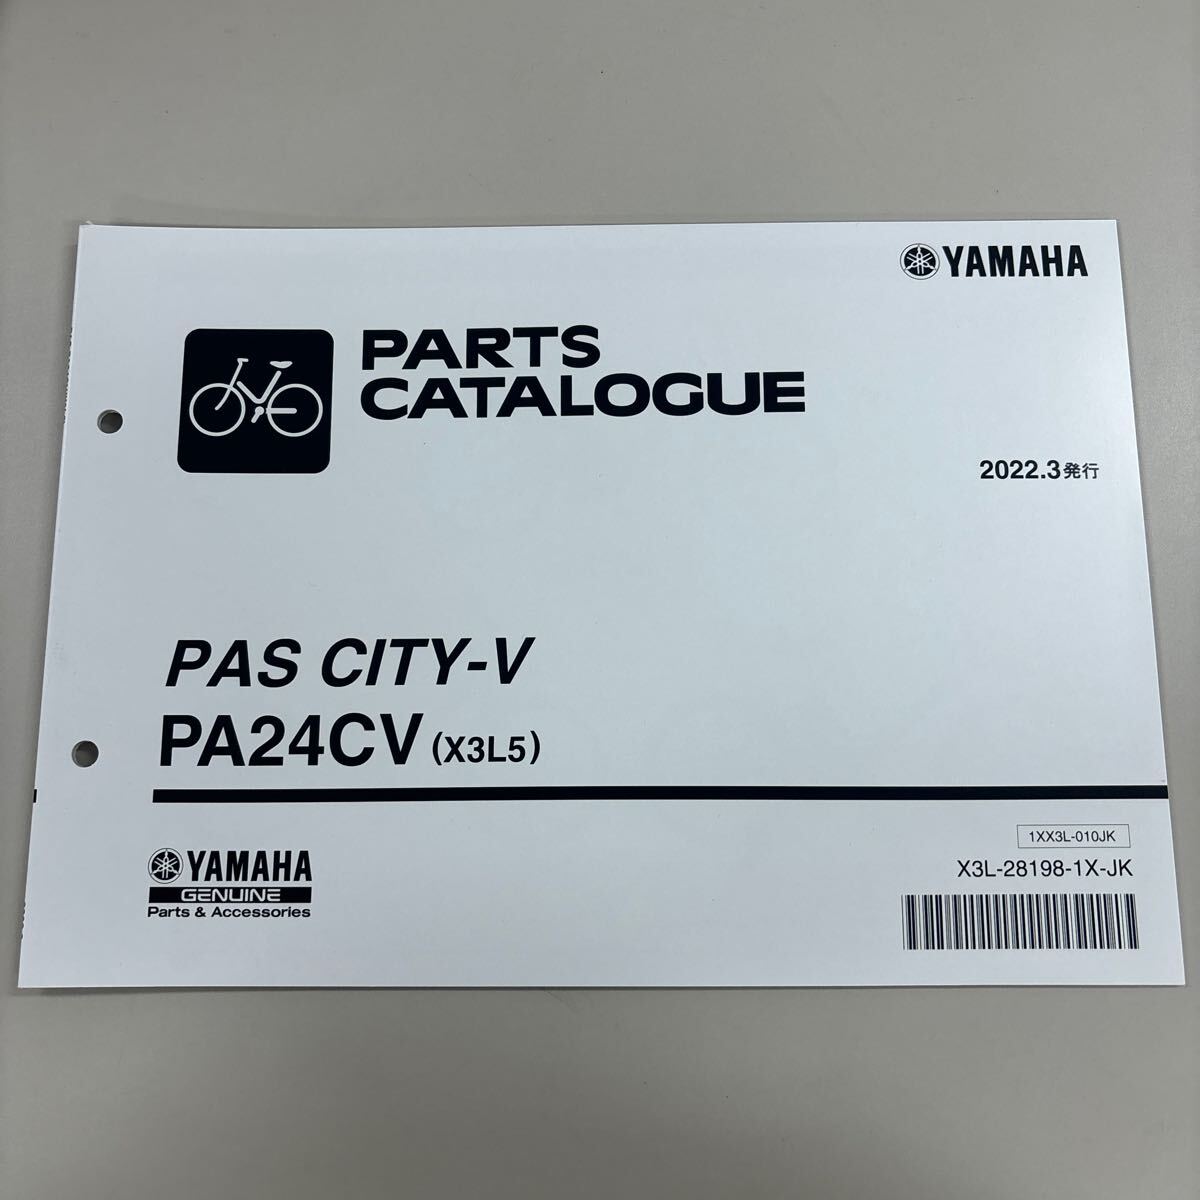 YAMAHA
PARTS
CATALOGUE
2022.3発行
PAS CITY-V
PA24CV (X3L5)
1XX3L-010JK
X3L-28198-1X-JK
YAMAHA
GENUINE
Parts & Accessories